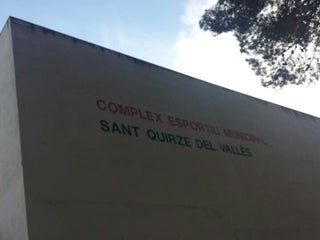 COMPLEX ESPORTIU MUNICIPAL
SANT QUIRZE DEL VALLÈS